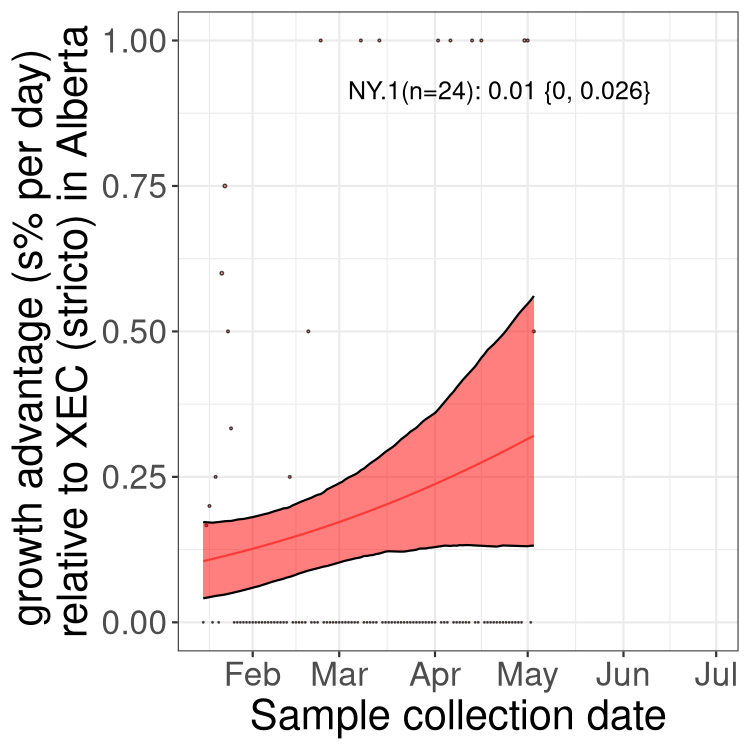 growth advantage (s% per day)
relative to XEC (stricto) in Alberta
1.00
0.75
0.50
0.25
0.00
NY.1(n=24): 0.01 {0, 0.026}
Feb Mar Apr May Jun Jul
Sample collection date